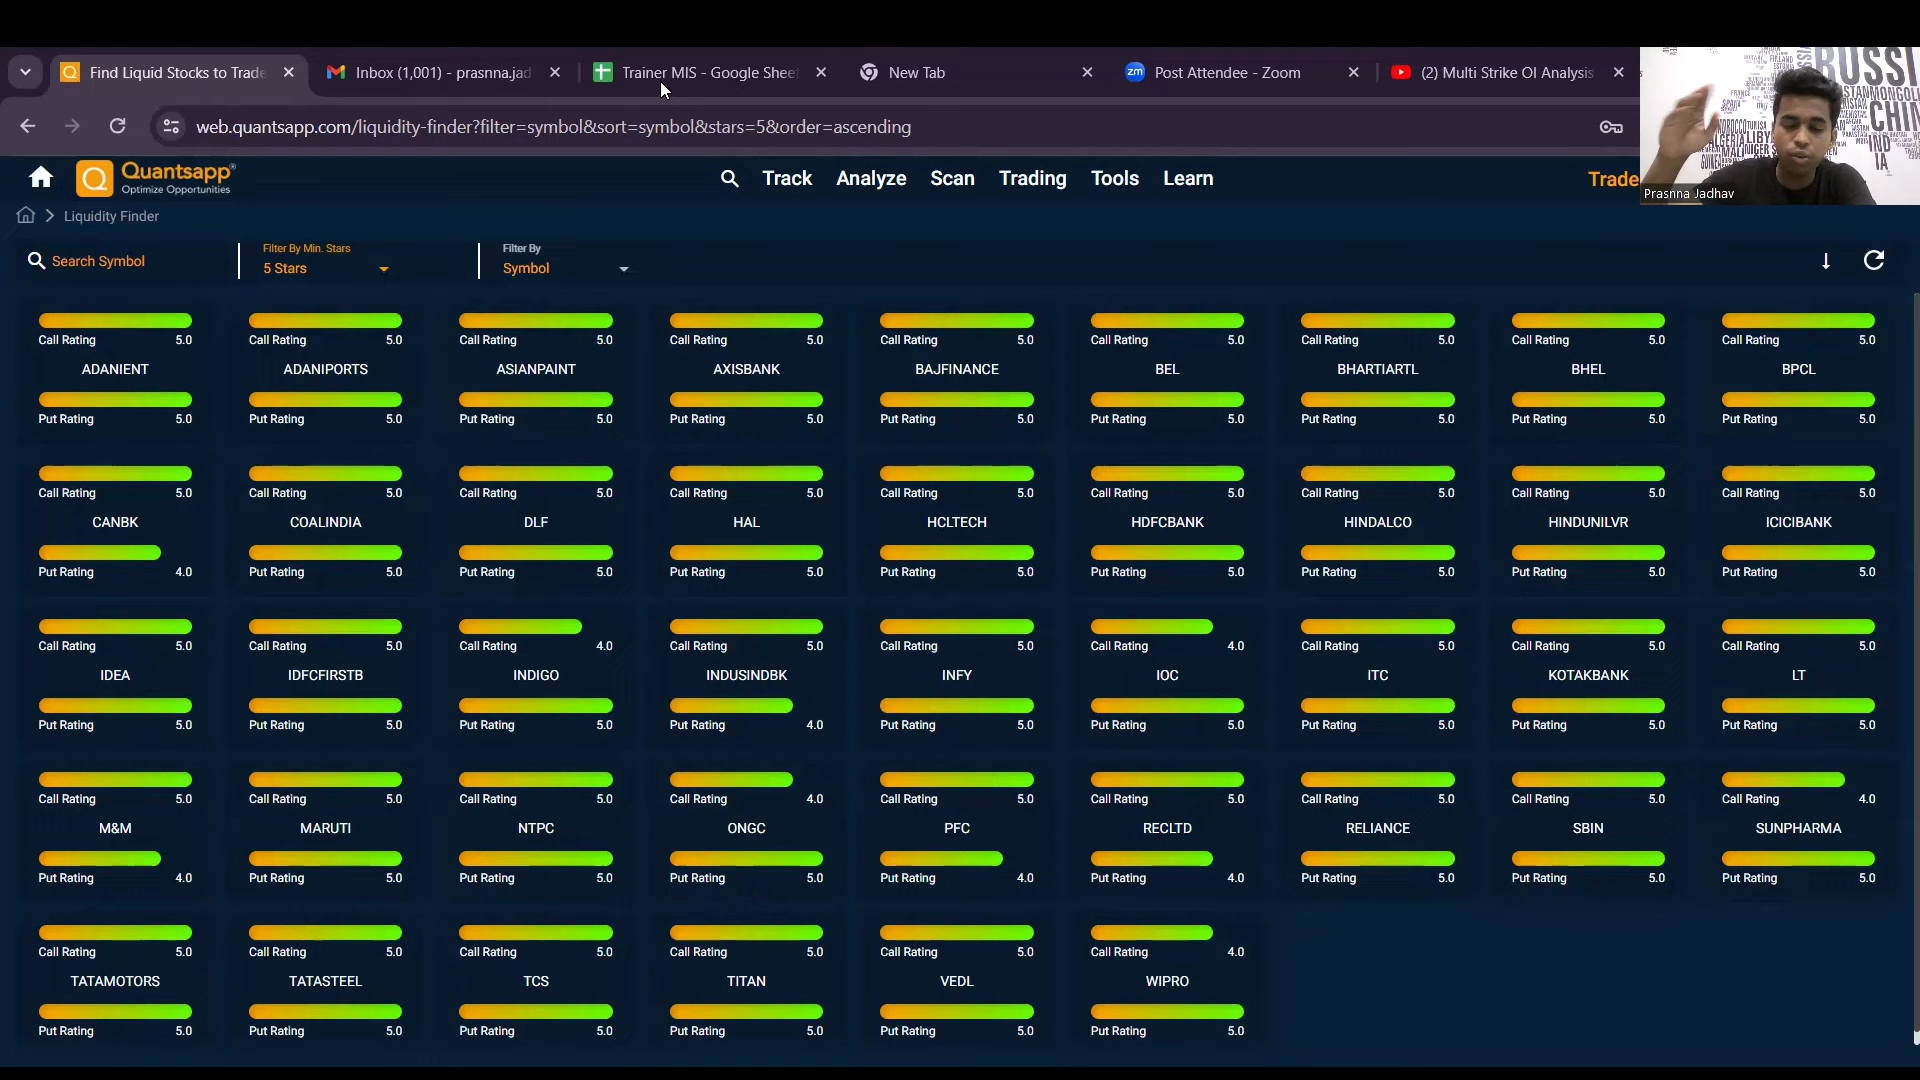 Find Liquid Stocks to Trade
Inbox (1,001) - prasnna.jad
Trainer MIS - Google Sheet
New Tab
zm
Post Attendee - Zoom
(2) Multi Strike OI Analysis
web.quantsapp.com/liquidity-finder?filter=symbol&sort=symbol&stars=5&order=ascending
Quantsapp
Optimize Opportunities
Track Analyze Scan Trading Tools Learn
Trade
Prasnna Jadhav
Liquidity Finder
Search Symbol
Filter By Min. Stars
5 Stars
Filter By
Symbol
Call Rating 5.0 Call Rating 5.0 Call Rating 5.0 Call Rating 5.0 Call Rating 5.0 Call Rating 5.0 Call Rating 5.0 Call Rating 5.0 Call Rating 5.0
ADANIENT ADANIPORTS ASIANPAINT AXISBANK BAJFINANCE BEL BHARTIARTL BHEL BPCL
Put Rating 5.0 Put Rating 5.0 Put Rating 5.0 Put Rating 5.0 Put Rating 5.0 Put Rating 5.0 Put Rating 5.0 Put Rating 5.0 Put Rating 5.0
Call Rating 5.0 Call Rating 5.0 Call Rating 5.0 Call Rating 5.0 Call Rating 5.0 Call Rating 5.0 Call Rating 5.0 Call Rating 5.0 Call Rating 5.0
CANBK COALINDIA DLF HAL HCLTECH HDFCBANK HINDALCO HINDUNILVR ICICIBANK
Put Rating 4.0 Put Rating 5.0 Put Rating 5.0 Put Rating 5.0 Put Rating 5.0 Put Rating 5.0 Put Rating 5.0 Put Rating 5.0 Put Rating 5.0
Call Rating 5.0 Call Rating 5.0 Call Rating 4.0 Call Rating 5.0 Call Rating 5.0 Call Rating 4.0 Call Rating 5.0 Call Rating 5.0 Call Rating 5.0
IDEA IDFCFIRSTB INDIGO INDUSINDBK INFY IOC ITC KOTAKBANK LT
Put Rating 5.0 Put Rating 5.0 Put Rating 5.0 Put Rating 4.0 Put Rating 5.0 Put Rating 5.0 Put Rating 5.0 Put Rating 5.0 Put Rating 5.0
Call Rating 5.0 Call Rating 5.0 Call Rating 5.0 Call Rating 4.0 Call Rating 5.0 Call Rating 5.0 Call Rating 5.0 Call Rating 5.0 Call Rating 4.0
M&M MARUTI NTPC ONGC PFC RECLTD RELIANCE SBIN SUNPHARMA
Put Rating 4.0 Put Rating 5.0 Put Rating 5.0 Put Rating 5.0 Put Rating 4.0 Put Rating 4.0 Put Rating 5.0 Put Rating 5.0 Put Rating 5.0
Call Rating 5.0 Call Rating 5.0 Call Rating 5.0 Call Rating 5.0 Call Rating 5.0 Call Rating 4.0
TATAMOTORS TATASTEEL TCS TITAN VEDL WIPRO
Put Rating 5.0 Put Rating 5.0 Put Rating 5.0 Put Rating 5.0 Put Rating 5.0 Put Rating 5.0